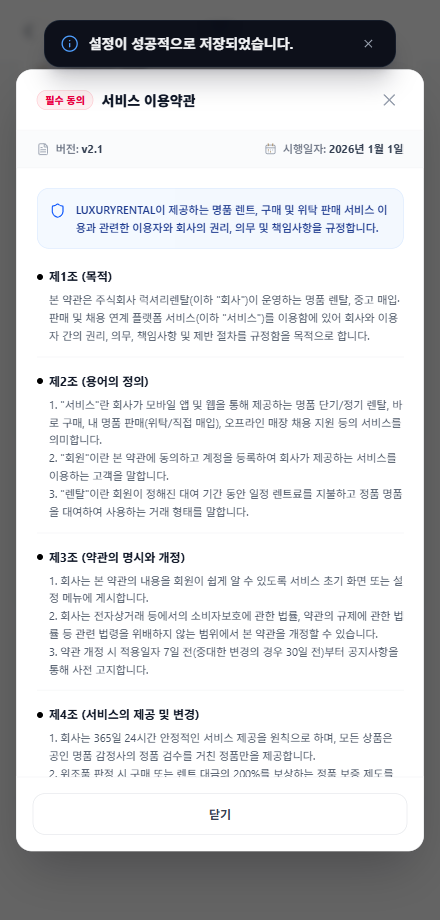 설정이 성공적으로 저장되었습니다.
필수 동의 서비스 이용약관
버전: v2.1 시행일자: 2026년 1월 1일
LUXURYRENTAL이 제공하는 명품 렌트, 구매 및 위탁 판매 서비스 이
용과 관련한 이용자와 회사의 권리, 의무 및 책임사항을 규정합니다.
제1조 (목적)
본 약관은 주식회사 럭셔리렌탈(이하 "회사")이 운영하는 명품 렌탈, 중고 매입·
판매 및 채용 연계 플랫폼 서비스(이하 "서비스")를 이용함에 있어 회사와 이용
자 간의 권리, 의무, 책임사항 및 제반 절차를 규정함을 목적으로 합니다.
제2조 (용어의 정의)
1. "서비스"란 회사가 모바일 앱 및 웹을 통해 제공하는 명품 단기/정기 렌탈, 바
로 구매, 내 명품 판매(위탁/직접 매입), 오프라인 매장 채용 지원 등의 서비스를
의미합니다.
2. "회원"이란 본 약관에 동의하고 계정을 등록하여 회사가 제공하는 서비스를
이용하는 고객을 말합니다.
3. "렌탈"이란 회원이 정해진 대여 기간 동안 일정 렌트료를 지불하고 정품 명품
을 대여하여 사용하는 거래 형태를 말합니다.
제3조 (약관의 명시와 개정)
1. 회사는 본 약관의 내용을 회원이 쉽게 알 수 있도록 서비스 초기 화면 또는 설
정 메뉴에 게시합니다.
2. 회사는 전자상거래 등에서의 소비자보호에 관한 법률, 약관의 규제에 관한 법
률 등 관련 법령을 위배하지 않는 범위에서 본 약관을 개정할 수 있습니다.
3. 약관 개정 시 적용일자 7일 전(중대한 변경의 경우 30일 전)부터 공지사항을
통해 사전 고지합니다.
제4조 (서비스의 제공 및 변경)
1. 회사는 365일 24시간 안정적인 서비스 제공을 원칙으로 하며, 모든 상품은
공인 명품 감정사의 정품 검수를 거친 정품만을 제공합니다.
2. 위조품 판정 시 구매 또는 렌트 대금의 200%를 보상하는 정품 보증 제도를
닫기